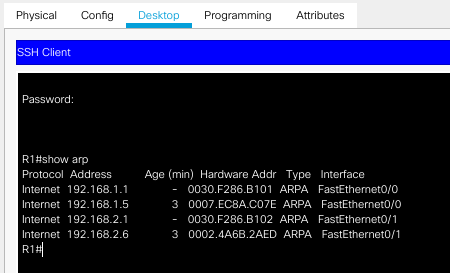 Physical Config Desktop Programming Attributes
SSH Client
Password:
R1#show arp
Protocol Address Age (min) Hardware Addr Type Interface
Internet 192.168.1.1 - 0030.F286.B101 ARPA FastEthernet0/0
Internet 192.168.1.5 3 0007.EC8A.C07E ARPA FastEthernet0/0
Internet 192.168.2.1 - 0030.F286.B102 ARPA FastEthernet0/1
Internet 192.168.2.6 3 0002.4A6B.2AED ARPA FastEthernet0/1
R1#